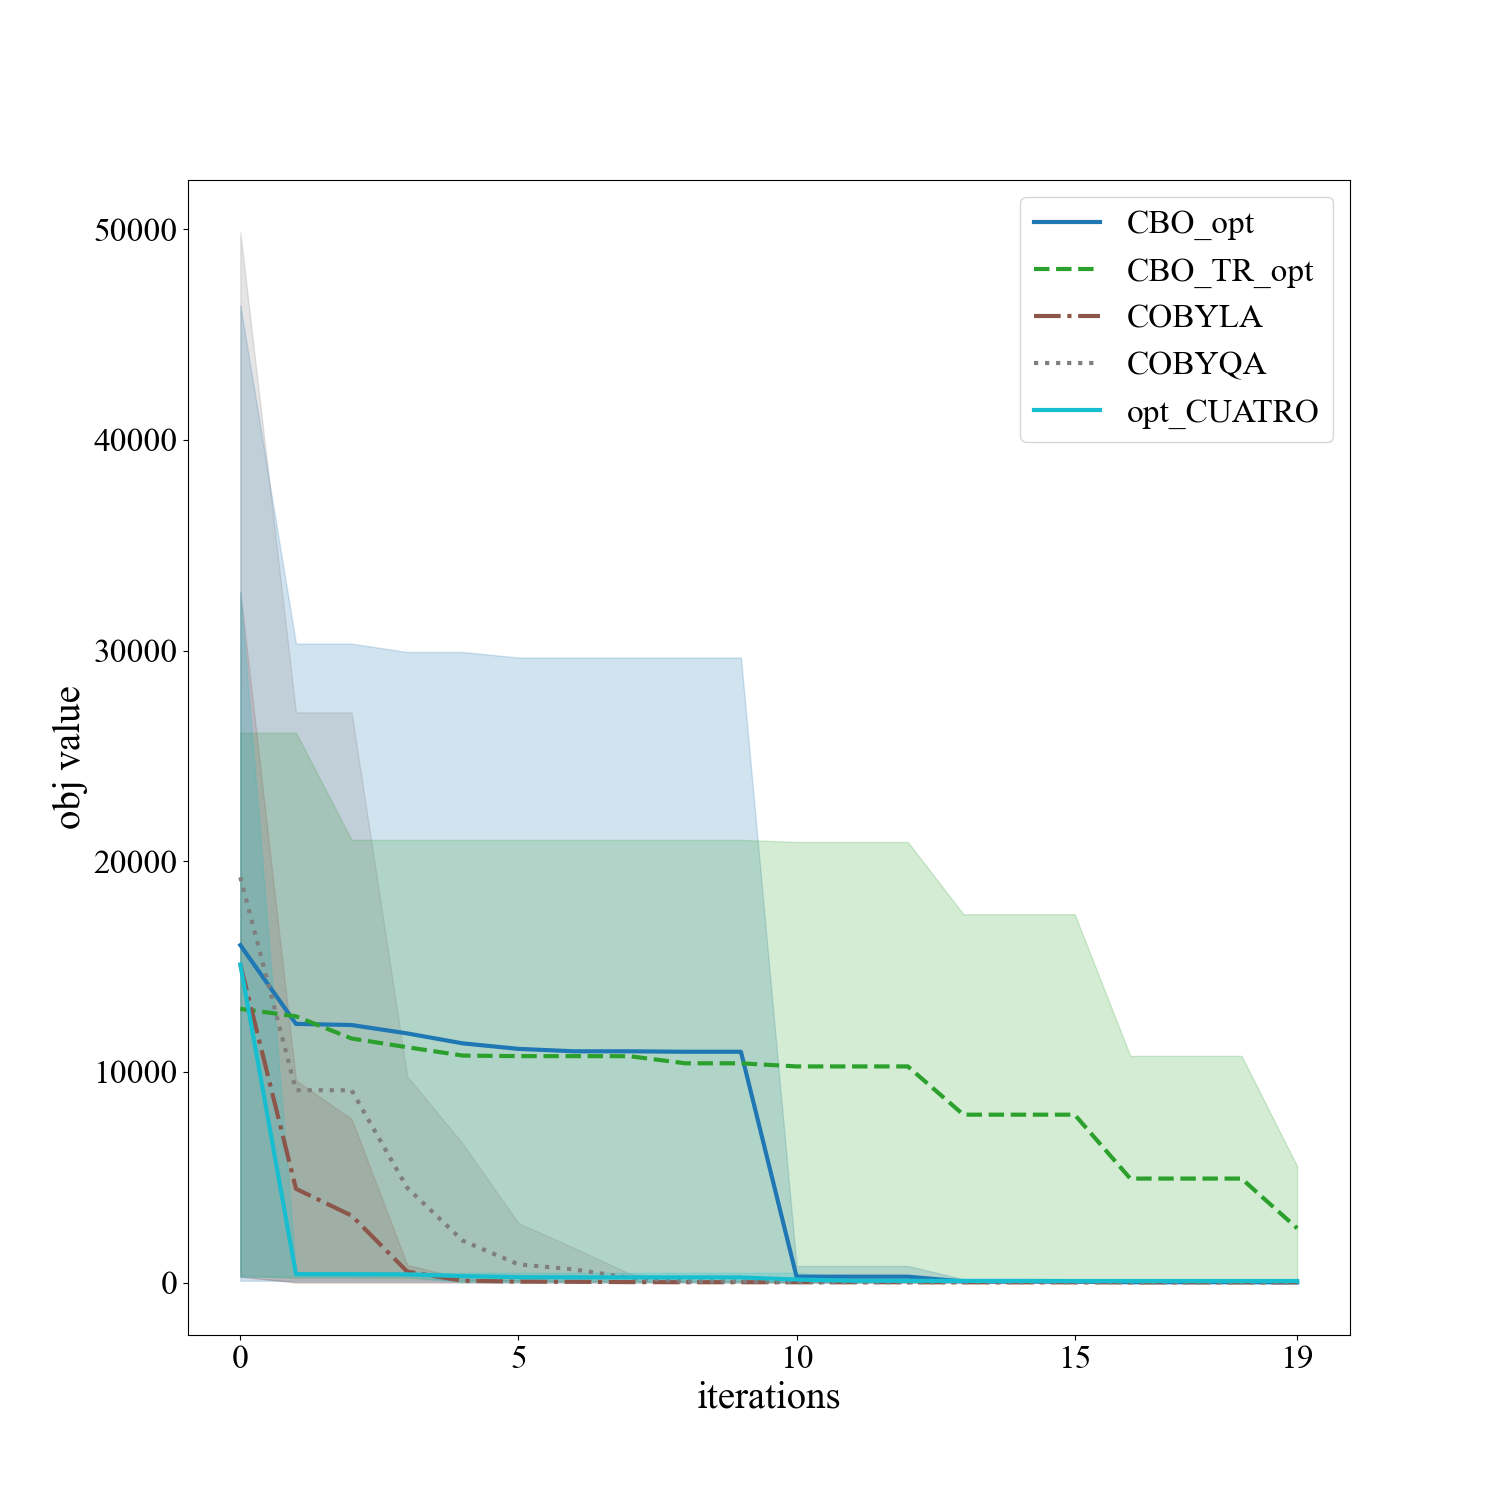 50000
40000
30000
20000
10000
0
obj value
0 5 10 15 19
iterations
CBO_opt
CBO_TR_opt
COBYLA
COBYQA
opt_CUATRO